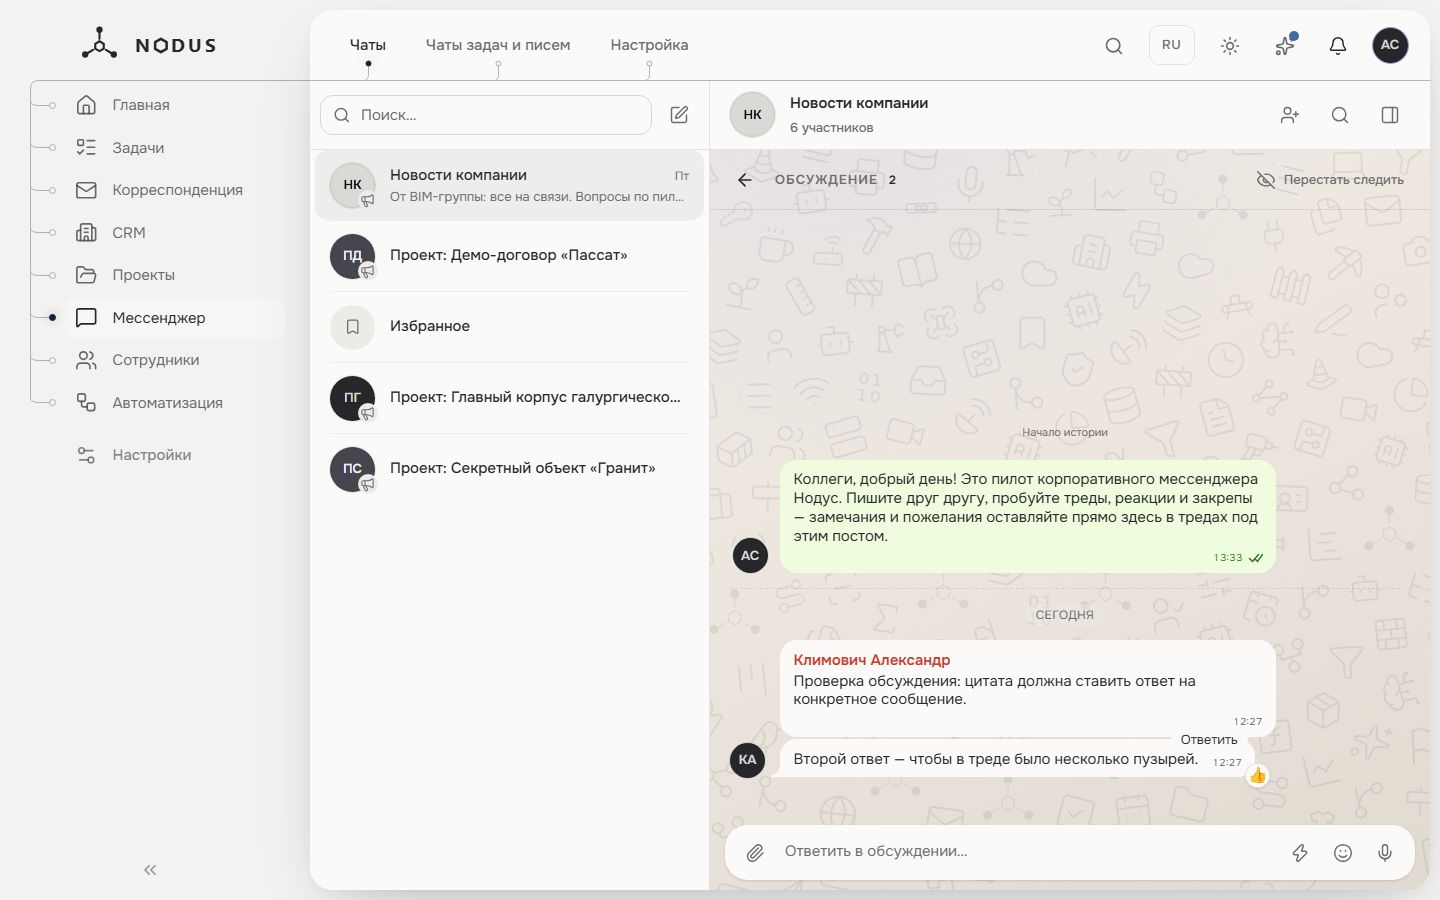 NODUS
Чаты
Чаты задач и писем
Настройка
RU
АС
Главная
Задачи
Корреспонденция
CRM
Проекты
Мессенджер
Сотрудники
Автоматизация
Настройки
Поиск...
НК
Новости компании
Пт
От BIM-группы: все на связи. Вопросы по пил...
ПД
Проект: Демо-договор «Пассат»
Избранное
ПГ
Проект: Главный корпус галургическо...
ПС
Проект: Секретный объект «Гранит»
НК
Новости компании
6 участников
ОБСУЖДЕНИЕ 2
Перестать следить
Начало истории
Коллеги, добрый день! Это пилот корпоративного мессенджера
Нодус. Пишите друг другу, пробуйте треды, реакции и закрепы
— замечания и пожелания оставляйте прямо здесь в тредах под
этим постом.
13:33
АС
СЕГОДНЯ
Климович Александр
Проверка обсуждения: цитата должна ставить ответ на
конкретное сообщение.
12:27
Ответить
КА
Второй ответ — чтобы в треде было несколько пузырей.
12:27
Ответить в обсуждении...